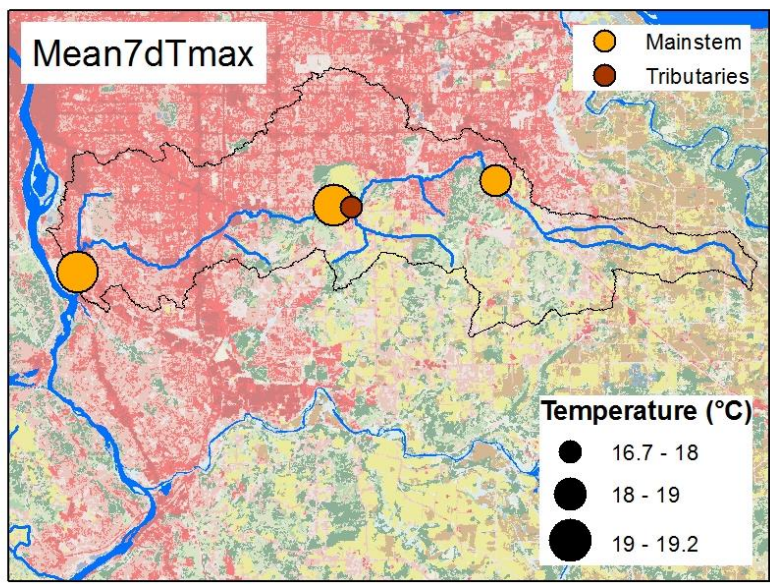 Mean7dTmax
Mainstem
Tributaries
Temperature (°C)
16.7 - 18
18 - 19
19 - 19.2